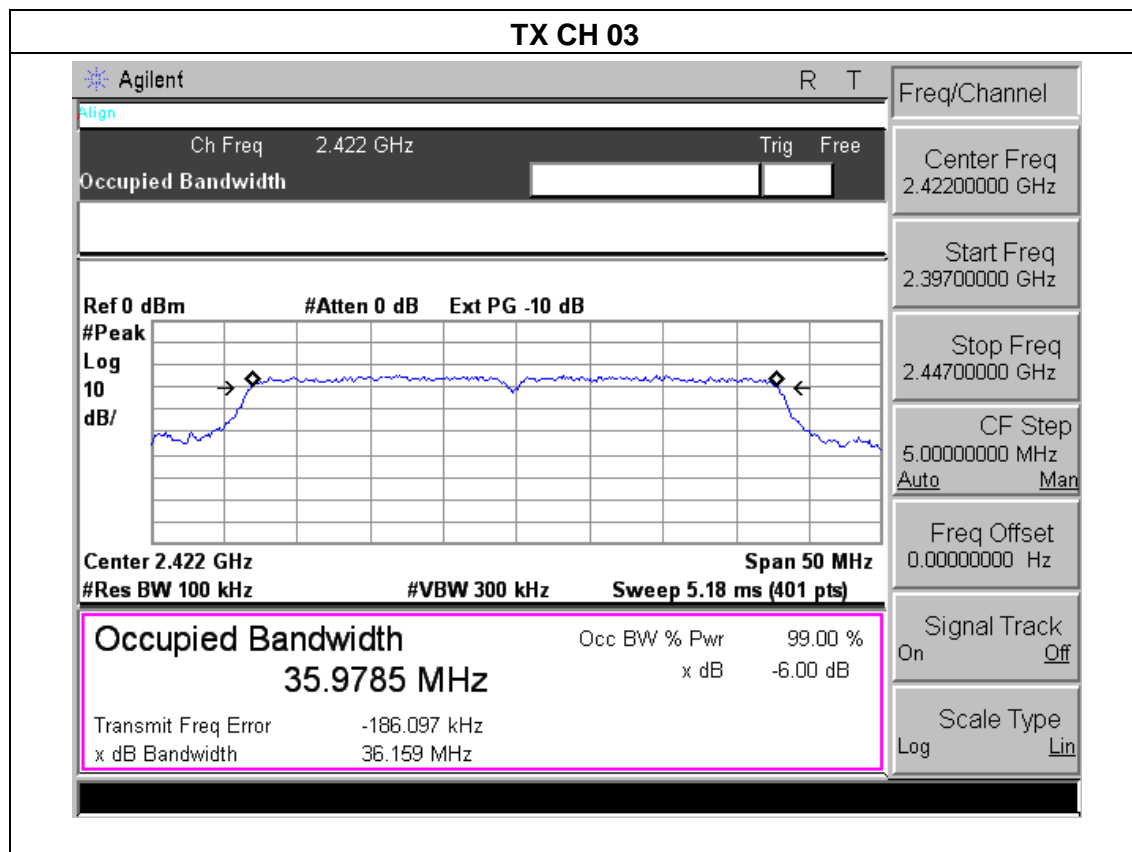 TX CH 03
Agilent R T
Align
Ch Freq 2.422 GHz Trig Free
Occupied Bandwidth
Ref 0 dBm #Atten 0 dB Ext PG -10 dB
#Peak
Log
10
dB/
Center 2.422 GHz Span 50 MHz
#Res BW 100 kHz #VBW 300 kHz Sweep 5.18 ms (401 pts)
Occupied Bandwidth Occ BW % Pwr 99.00 %
35.9785 MHz x dB -6.00 dB
Transmit Freq Error -186.097 kHz
x dB Bandwidth 36.159 MHz
Freq/Channel
Center Freq
2.42200000 GHz
Start Freq
2.39700000 GHz
Stop Freq
2.44700000 GHz
CF Step
5.00000000 MHz
Auto Man
Freq Offset
0.00000000 Hz
Signal Track
On Off
Scale Type
Log Lin